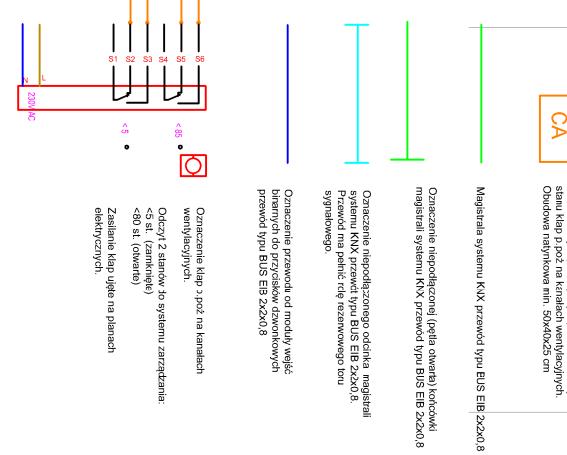 CA
stanu klap p.poż na kanałach wentylacyjnych.
Obudowa natynkowa min. 50x40x25 cm
Magistrala systemu KNX przewód typu BUS EIB 2x2x0,8
Oznaczenie niepodłączonej (pętla otwarta) końcówki
magistrali systemu KNX przewód typu BUS EIB 2x2x0,8
Oznaczenie niepodłączonego odcinka magistrali
systemu KNX przewód typu BUS EIB 2x2x0,8.
Przewód ma pełnić rolę rezerwowego toru
sygnałowego.
Oznaczenie przewodu od moduły wejść
binarnych do przycisków dzwonkowych
przewód typu BUS EIB 2x2x0,8
S1 S2 S3 S4 S5 S6
N L
230V AC
< 5
< 85
Oznaczenie klap p.poż na kanałach
wentylacyjnych.
Odczyt 2 stanów do systemu zarządzania:
<5 st. (zamknięte)
<80 st. (otwarte)
Zasilanie klap ujęte na planach
elektrycznych.